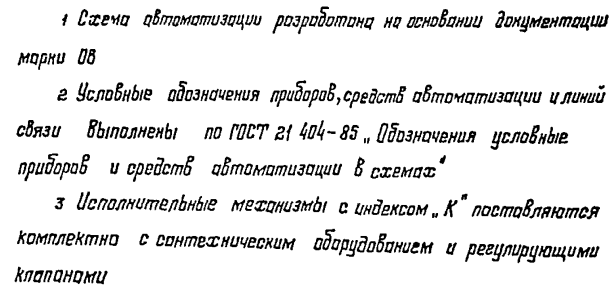 1 Схема автоматизации разработана на основании документации
марки ОВ
2 Условные обозначения приборов, средств автоматизации и линий
связи выполнены по ГОСТ 21 404-85 „Обозначения условные
приборов и средств автоматизации в схемах"
3 Исполнительные механизмы с индексом „К" поставляются
комплектно с сантехническим оборудованием и регулирующими
клапанами